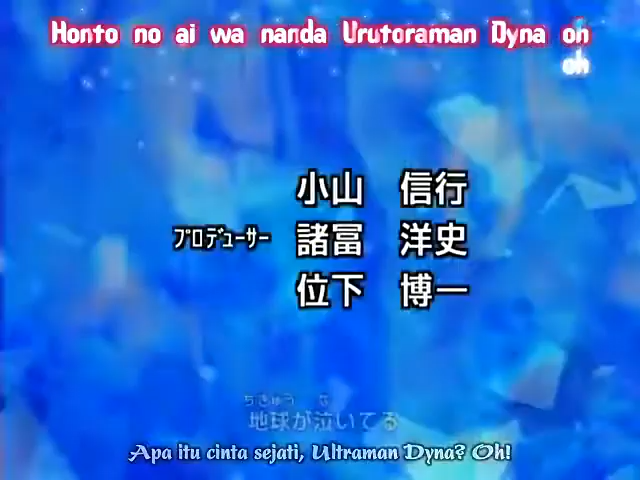 Honto no ai wa nanda Urutoraman Dyna oh
oh
小山　信行
ﾌﾟﾛﾃﾞｭｰｻｰ 諸冨　洋史
位下　博一
ちきゅう な
地球が泣いてる
Apa itu cinta sejati, Ultraman Dyna? Oh!